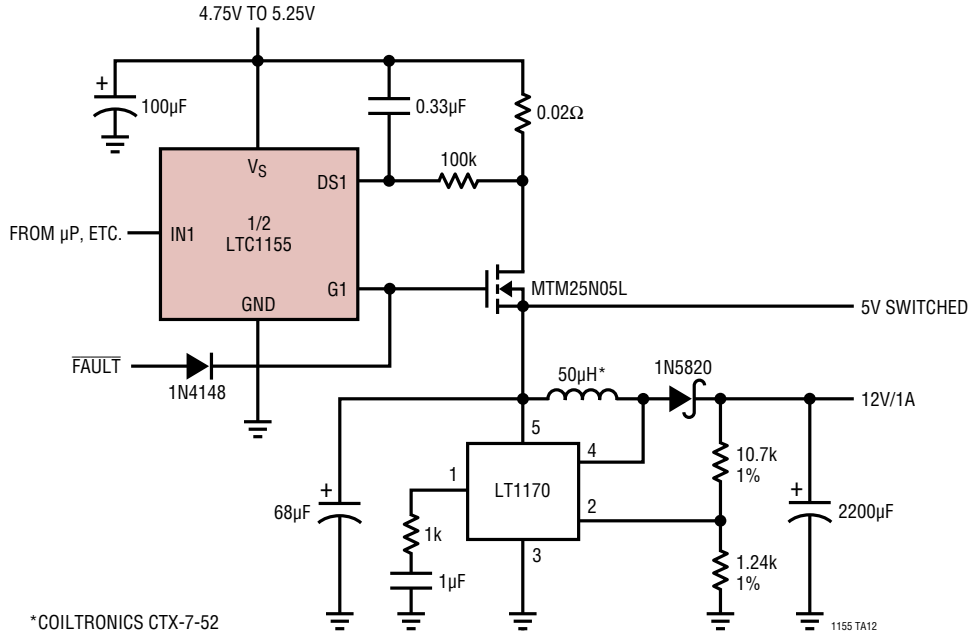 4.75V TO 5.25V
+
100µF
0.33µF
0.02Ω
100k
VS
DS1
1/2
LTC1155
FROM µP, ETC.
IN1
G1
GND
MTM25N05L
5V SWITCHED
FAULT
1N4148
50µH*
1N5820
12V/1A
5
4
1
LT1170
2
3
10.7k
1%
+
68µF
1k
1µF
1.24k
1%
+
2200µF
*COILTRONICS CTX-7-52
1155 TA12